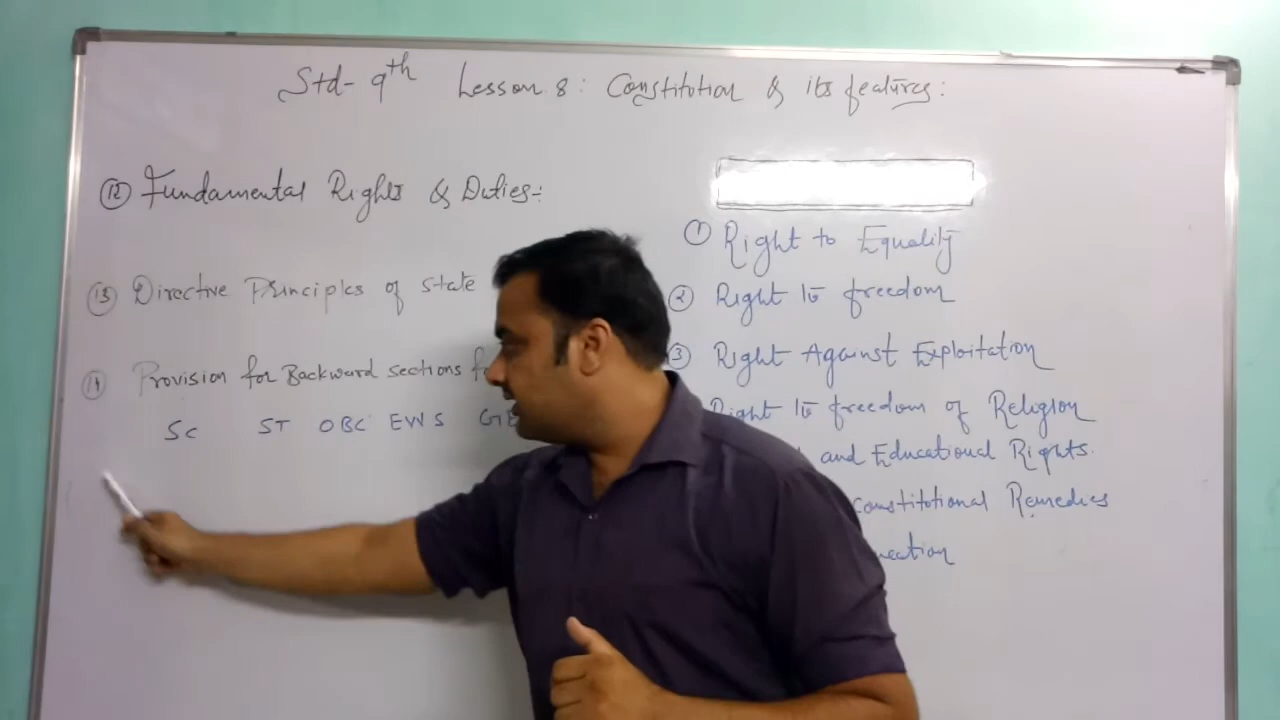 Std- 9th Lesson 8: Constitution & its features:
12 Fundamental Rights & Duties:-
13 Directive Principles of State
14 Provision for Backward sections
SC ST OBC EWS
1 Right to Equality
2 Right to freedom
3 Right Against Exploitation
Right to freedom of Religion
and Educational Rights.
constitutional Remedies